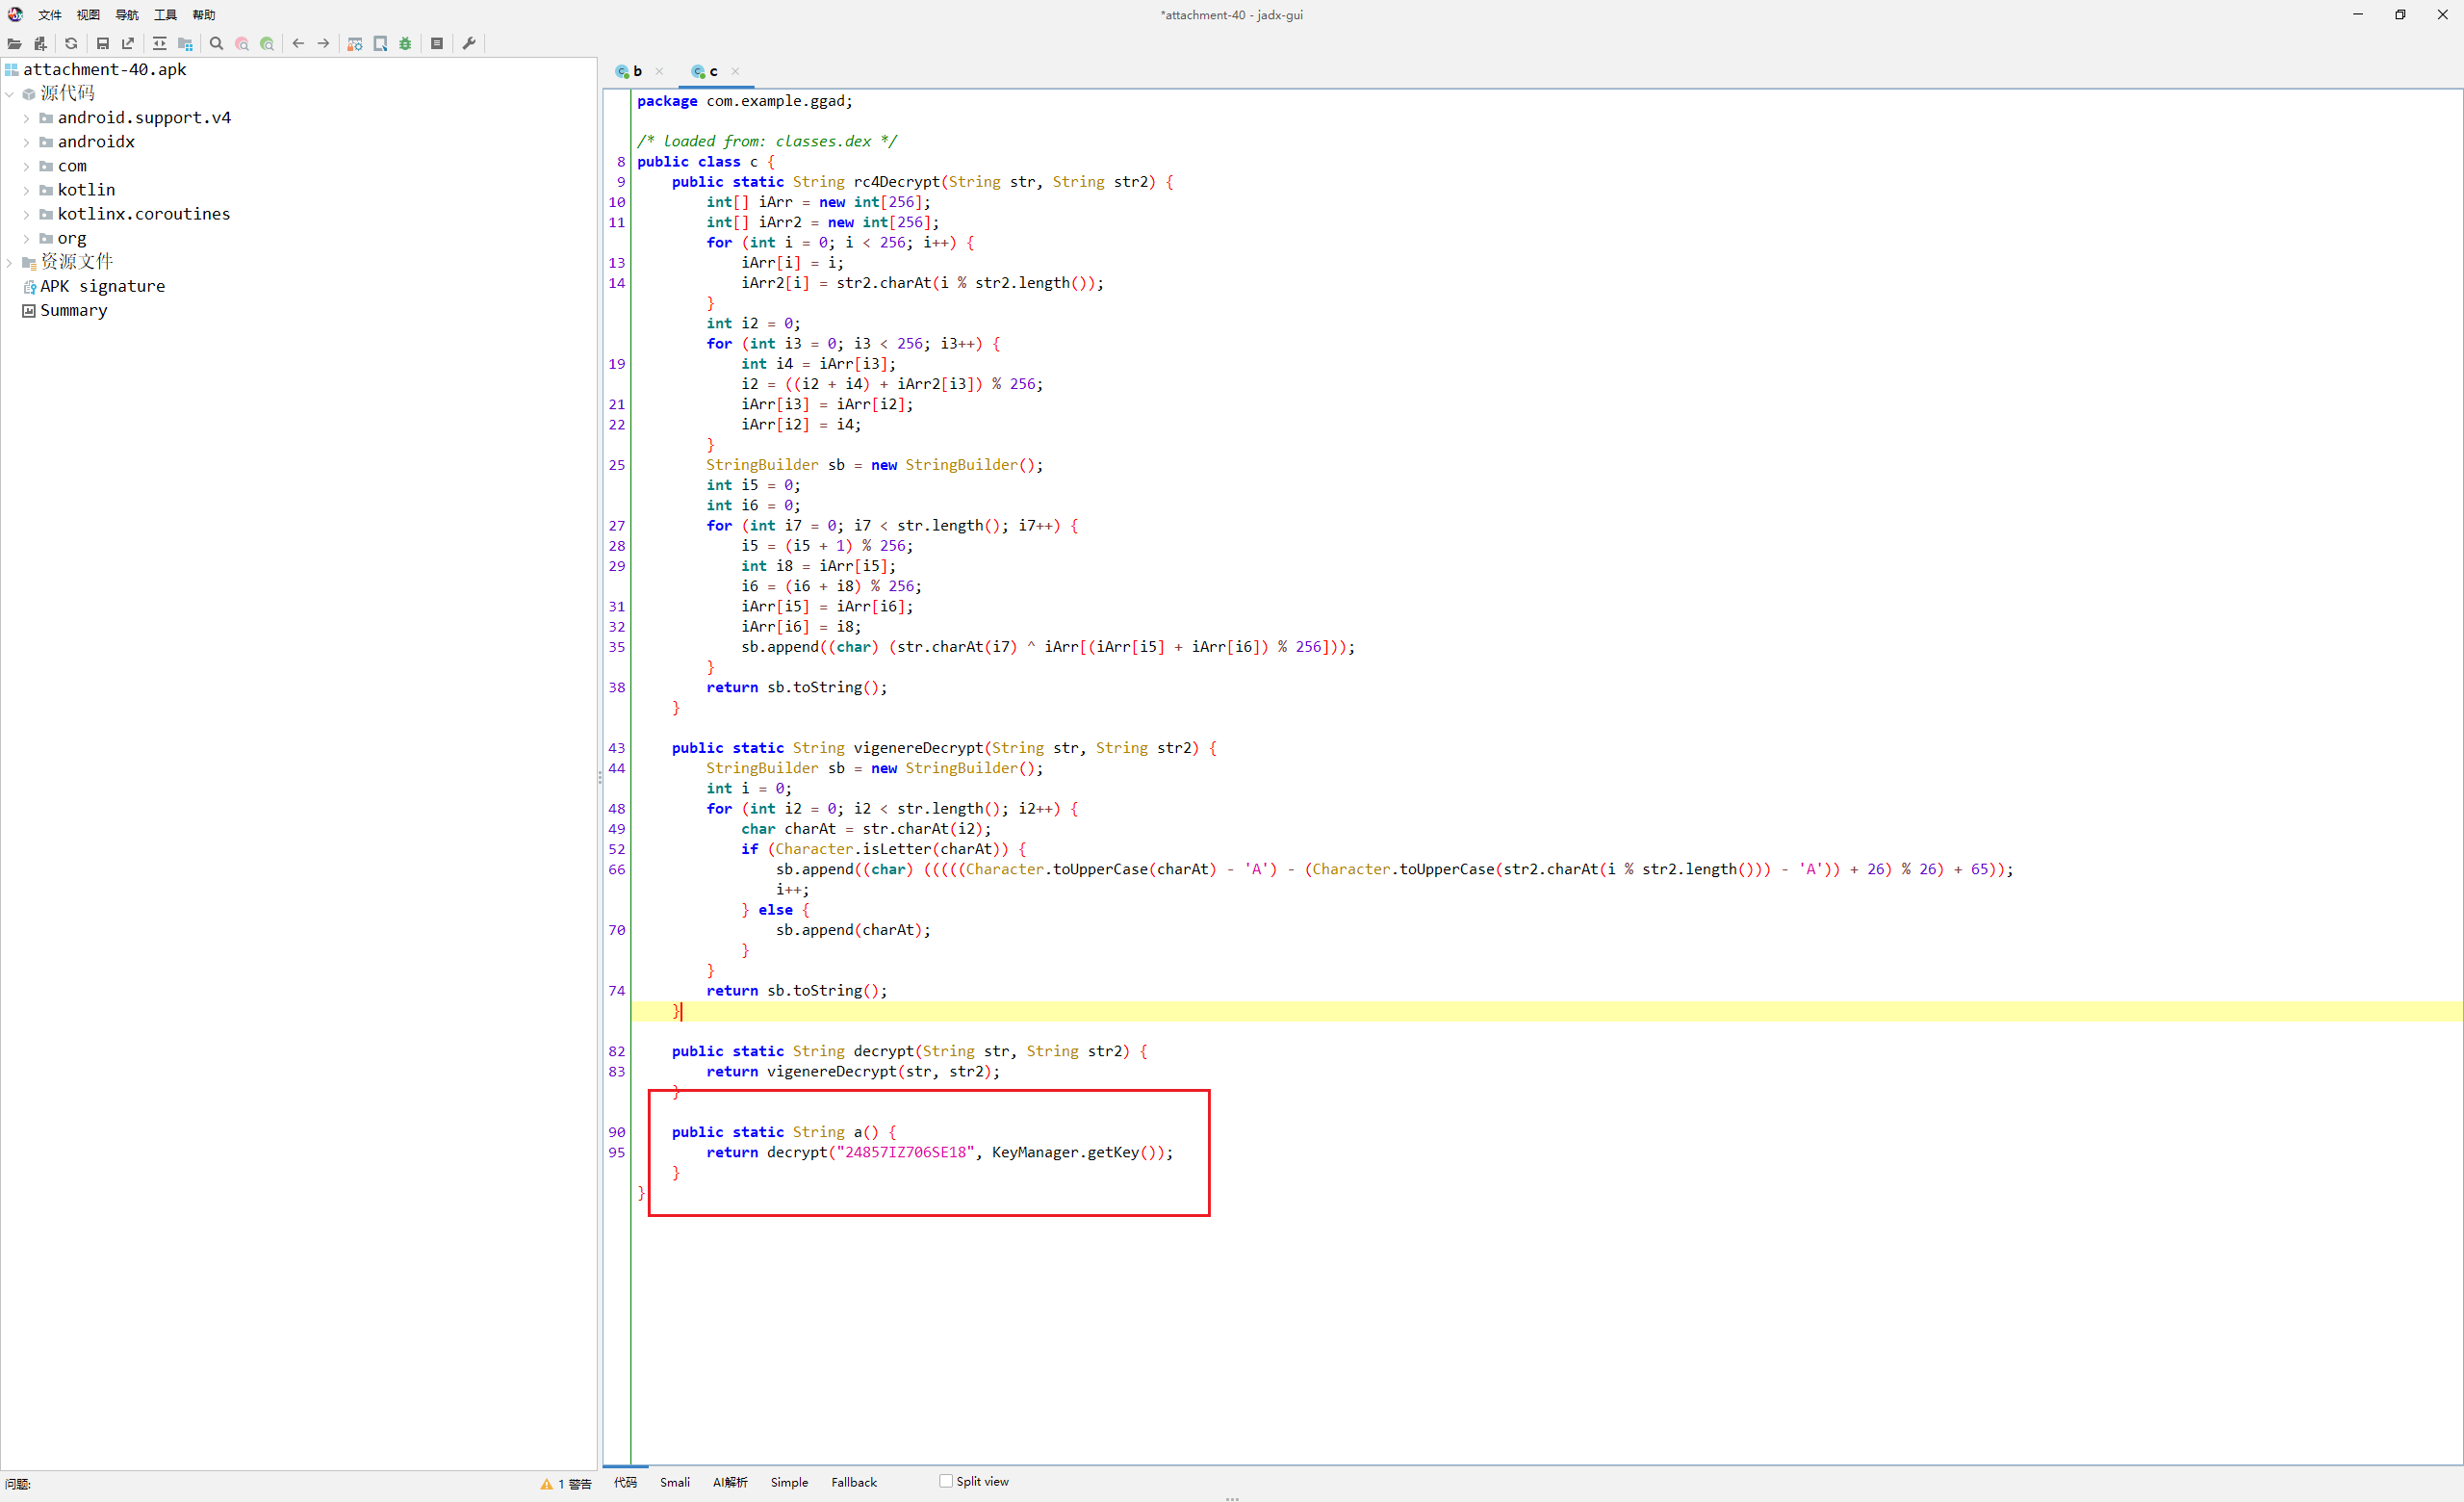 *attachment-40 - jadx-gui
文件 视图 导航 工具 帮助
attachment-40.apk
源代码
android.support.v4
androidx
com
kotlin
kotlinx.coroutines
org
资源文件
APK signature
Summary
b c
package com.example.ggad;
/* loaded from: classes.dex */
8 public class c {
9 public static String rc4Decrypt(String str, String str2) {
10 int[] iArr = new int[256];
11 int[] iArr2 = new int[256];
for (int i = 0; i < 256; i++) {
13 iArr[i] = i;
14 iArr2[i] = str2.charAt(i % str2.length());
}
int i2 = 0;
for (int i3 = 0; i3 < 256; i3++) {
19 int i4 = iArr[i3];
i2 = ((i2 + i4) + iArr2[i3]) % 256;
21 iArr[i3] = iArr[i2];
22 iArr[i2] = i4;
}
25 StringBuilder sb = new StringBuilder();
int i5 = 0;
int i6 = 0;
27 for (int i7 = 0; i7 < str.length(); i7++) {
28 i5 = (i5 + 1) % 256;
29 int i8 = iArr[i5];
i6 = (i6 + i8) % 256;
31 iArr[i5] = iArr[i6];
32 iArr[i6] = i8;
35 sb.append((char) (str.charAt(i7) ^ iArr[(iArr[i5] + iArr[i6]) % 256]));
}
38 return sb.toString();
}
43 public static String vigenereDecrypt(String str, String str2) {
44 StringBuilder sb = new StringBuilder();
int i = 0;
48 for (int i2 = 0; i2 < str.length(); i2++) {
49 char charAt = str.charAt(i2);
52 if (Character.isLetter(charAt)) {
66 sb.append((char) (((((Character.toUpperCase(charAt) - 'A') - (Character.toUpperCase(str2.charAt(i % str2.length())) - 'A')) + 26) % 26) + 65));
i++;
} else {
70 sb.append(charAt);
}
}
74 return sb.toString();
}
82 public static String decrypt(String str, String str2) {
83 return vigenereDecrypt(str, str2);
}
90 public static String a() {
95 return decrypt("24857IZ706SE18", KeyManager.getKey());
}
}
问题: 1 警告
代码 Smali AI解析 Simple Fallback Split view